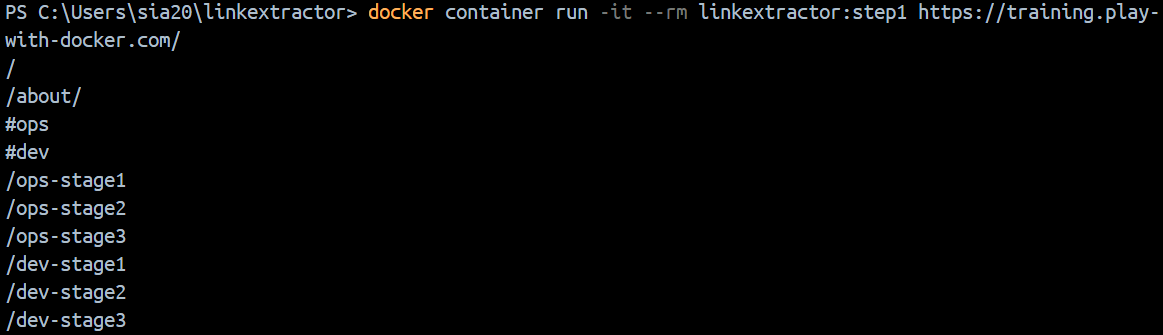 PS C:\Users\sia20\linkextractor> docker container run -it --rm linkextractor:step1 https://training.play-
with-docker.com/
/
/about/
#ops
#dev
/ops-stage1
/ops-stage2
/ops-stage3
/dev-stage1
/dev-stage2
/dev-stage3